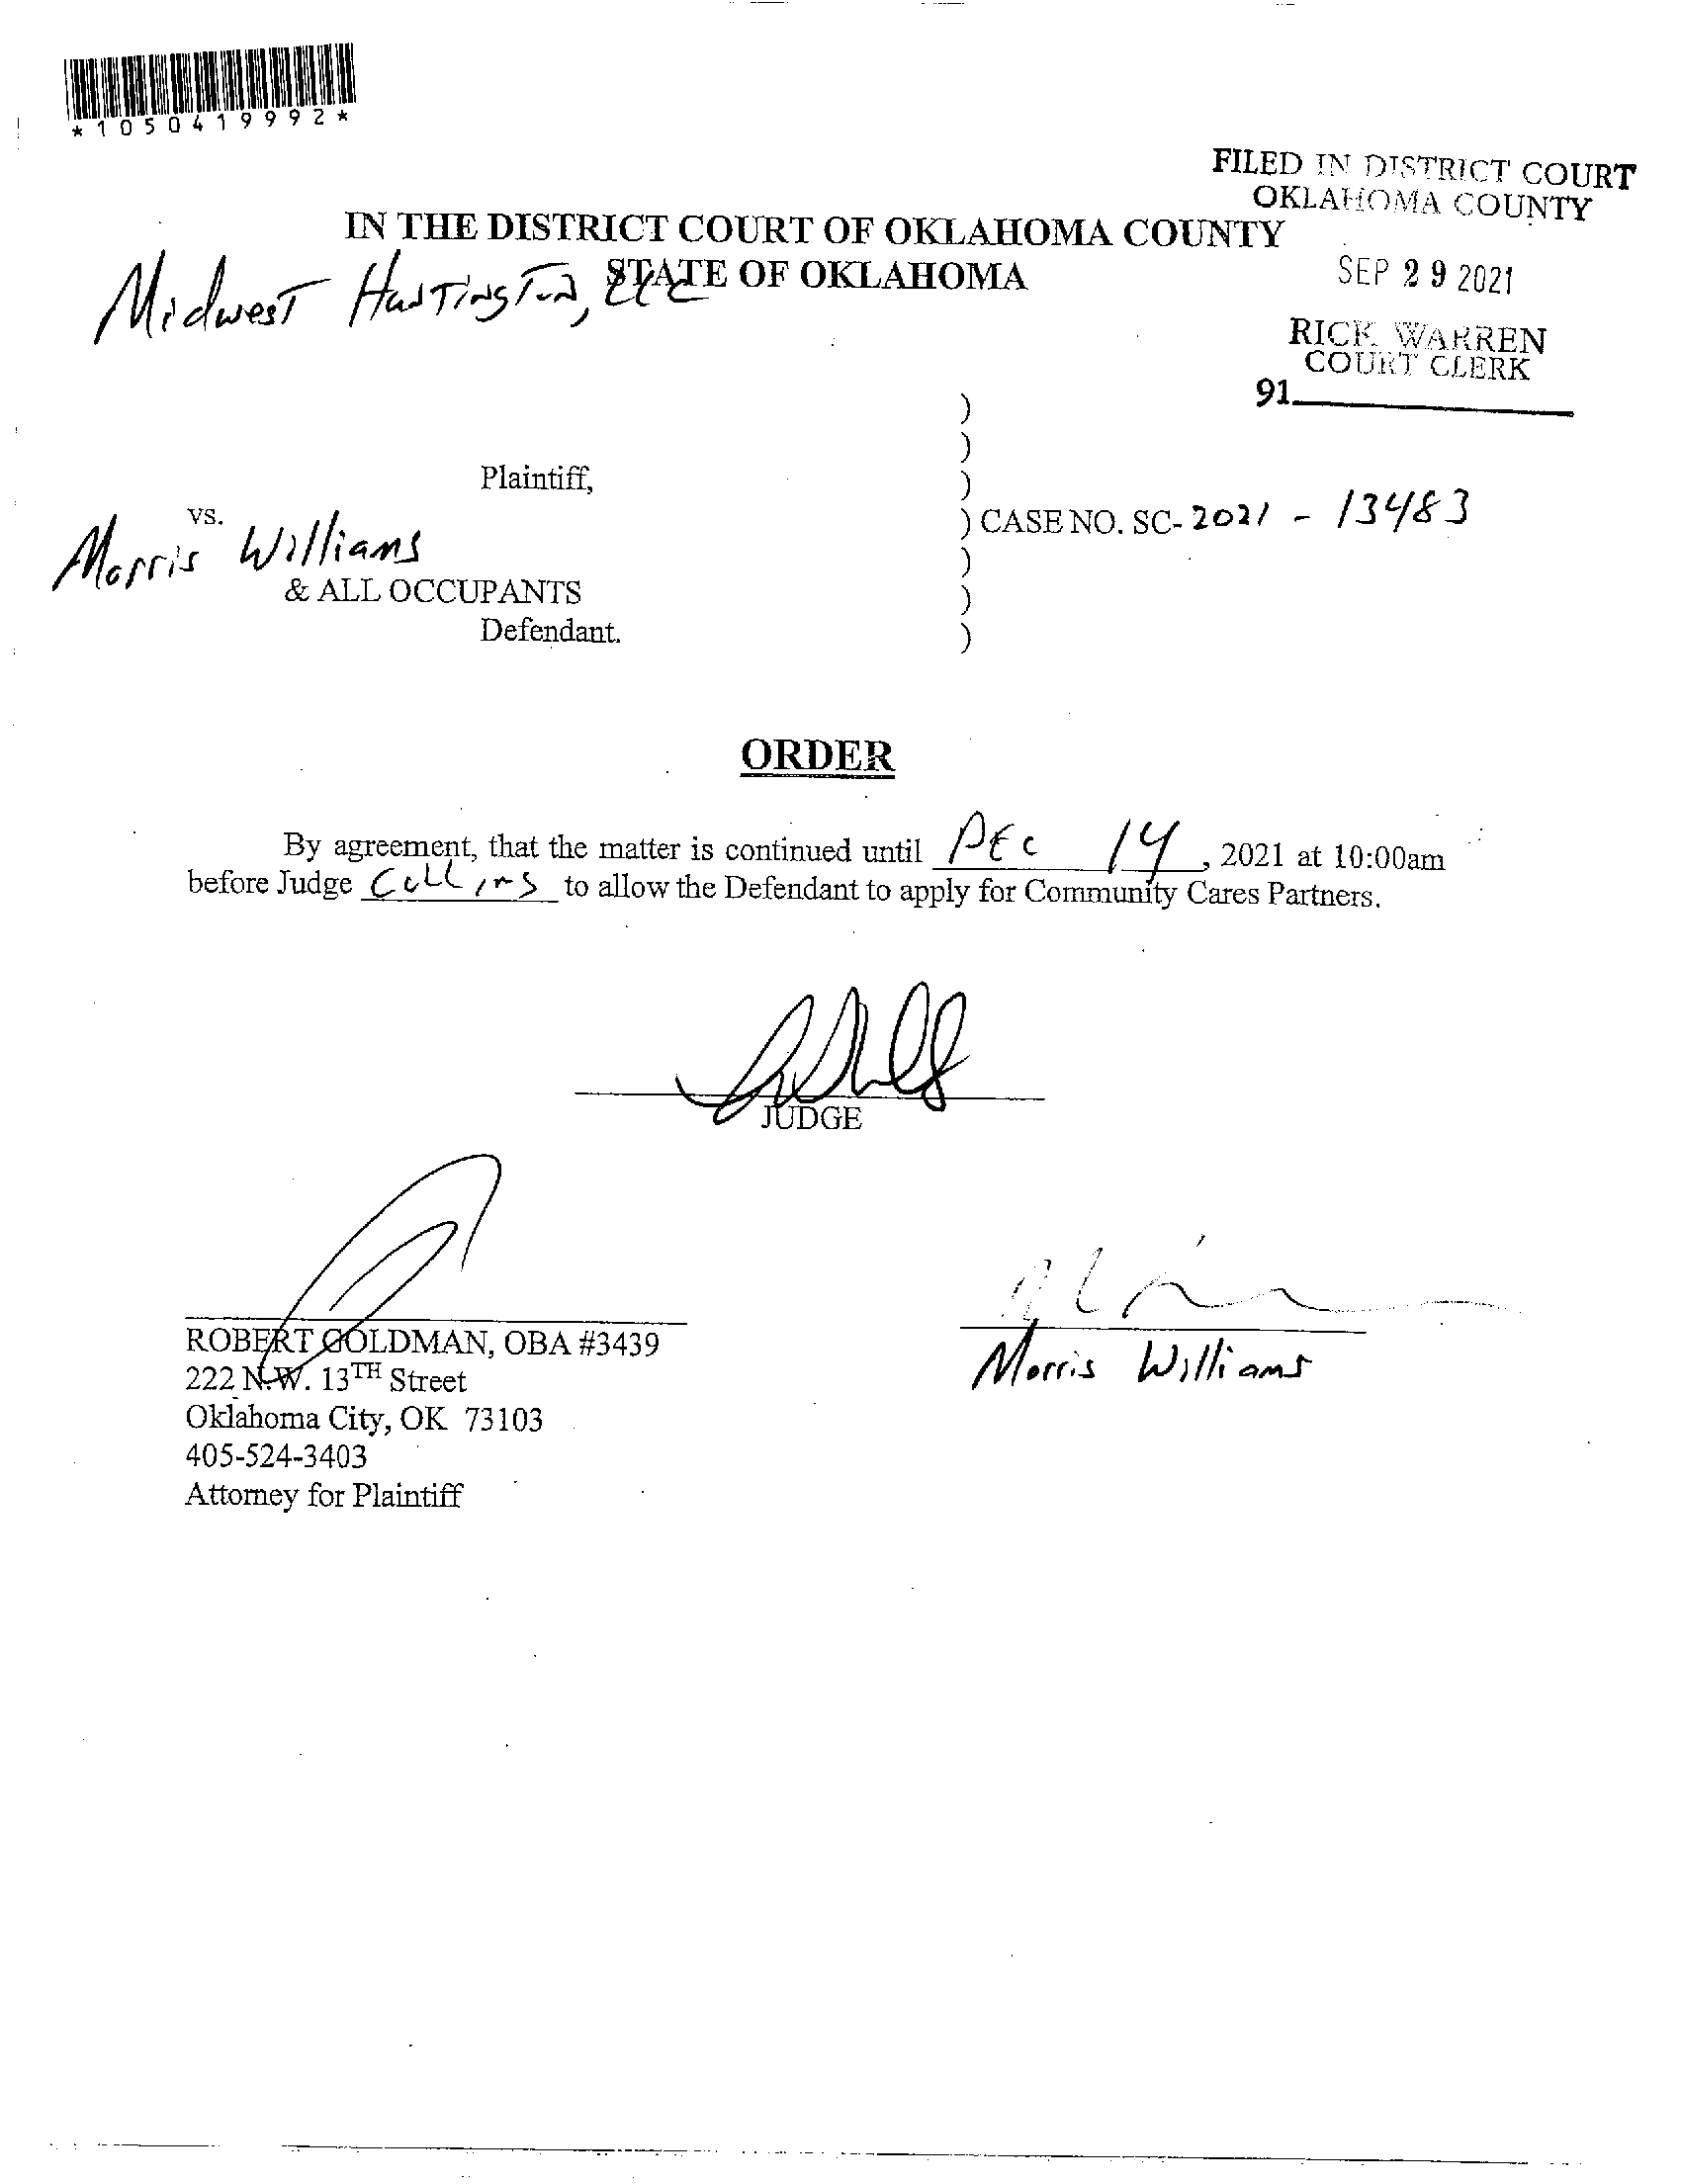 *1050419992*
FILED IN DISTRICT COURT
OKLAHOMA COUNTY
SEP 29 2021
RICK WARREN
COURT CLERK
91
IN THE DISTRICT COURT OF OKLAHOMA COUNTY
STATE OF OKLAHOMA
Midwest Huntington, LLC
)
)
Plaintiff, )
vs. ) CASE NO. SC-2021 - 13483
Morris Williams )
& ALL OCCUPANTS )
Defendant. )
ORDER
By agreement, that the matter is continued until DEC 14, 2021 at 10:00am
before Judge Collins to allow the Defendant to apply for Community Cares Partners.
JUDGE
ROBERT GOLDMAN, OBA #3439
222 N.W. 13TH Street
Oklahoma City, OK 73103
405-524-3403
Attorney for Plaintiff
Morris Williams